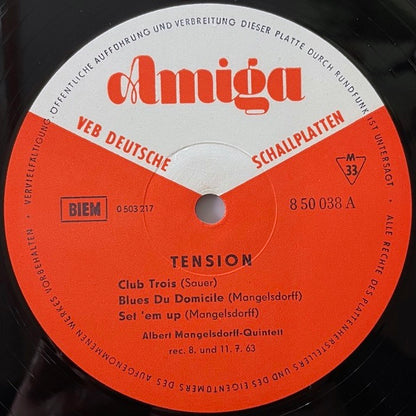 VERVIELFÄLTIGUNG, ÖFFENTLICHE AUFFÜHRUNG UND VERBREITUNG DIESER PLATTE DURCH RUNDFUNK IST UNTERSAGT •
Amiga
VEB DEUTSCHE SCHALLPLATTEN
M
33
BIEM
0 503 217
8 50 038 A
TENSION
Club Trois (Sauer)
Blues Du Domicile (Mangelsdorff)
Set 'em up (Mangelsdorff)
Albert Mangelsdorff-Quintett
rec. 8. und 11. 7. 63
ALLE RECHTE DES PLATTENHERSTELLERS UND DES EIGENTÜMERS DES AUFGENOMMENEN WERKES VORBEHALTEN •